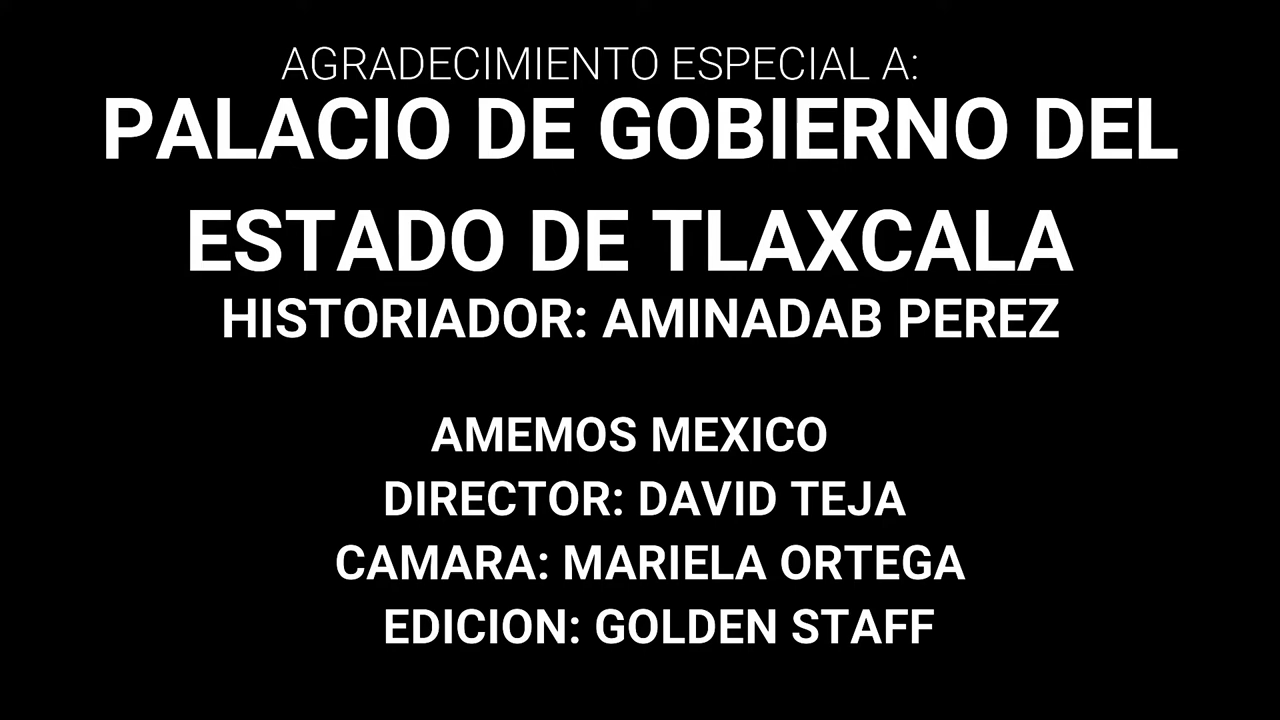 AGRADECIMIENTO ESPECIAL A:
PALACIO DE GOBIERNO DEL
ESTADO DE TLAXCALA
HISTORIADOR: AMINADAB PEREZ
AMEMOS MEXICO
DIRECTOR: DAVID TEJA
CAMARA: MARIELA ORTEGA
EDICION: GOLDEN STAFF